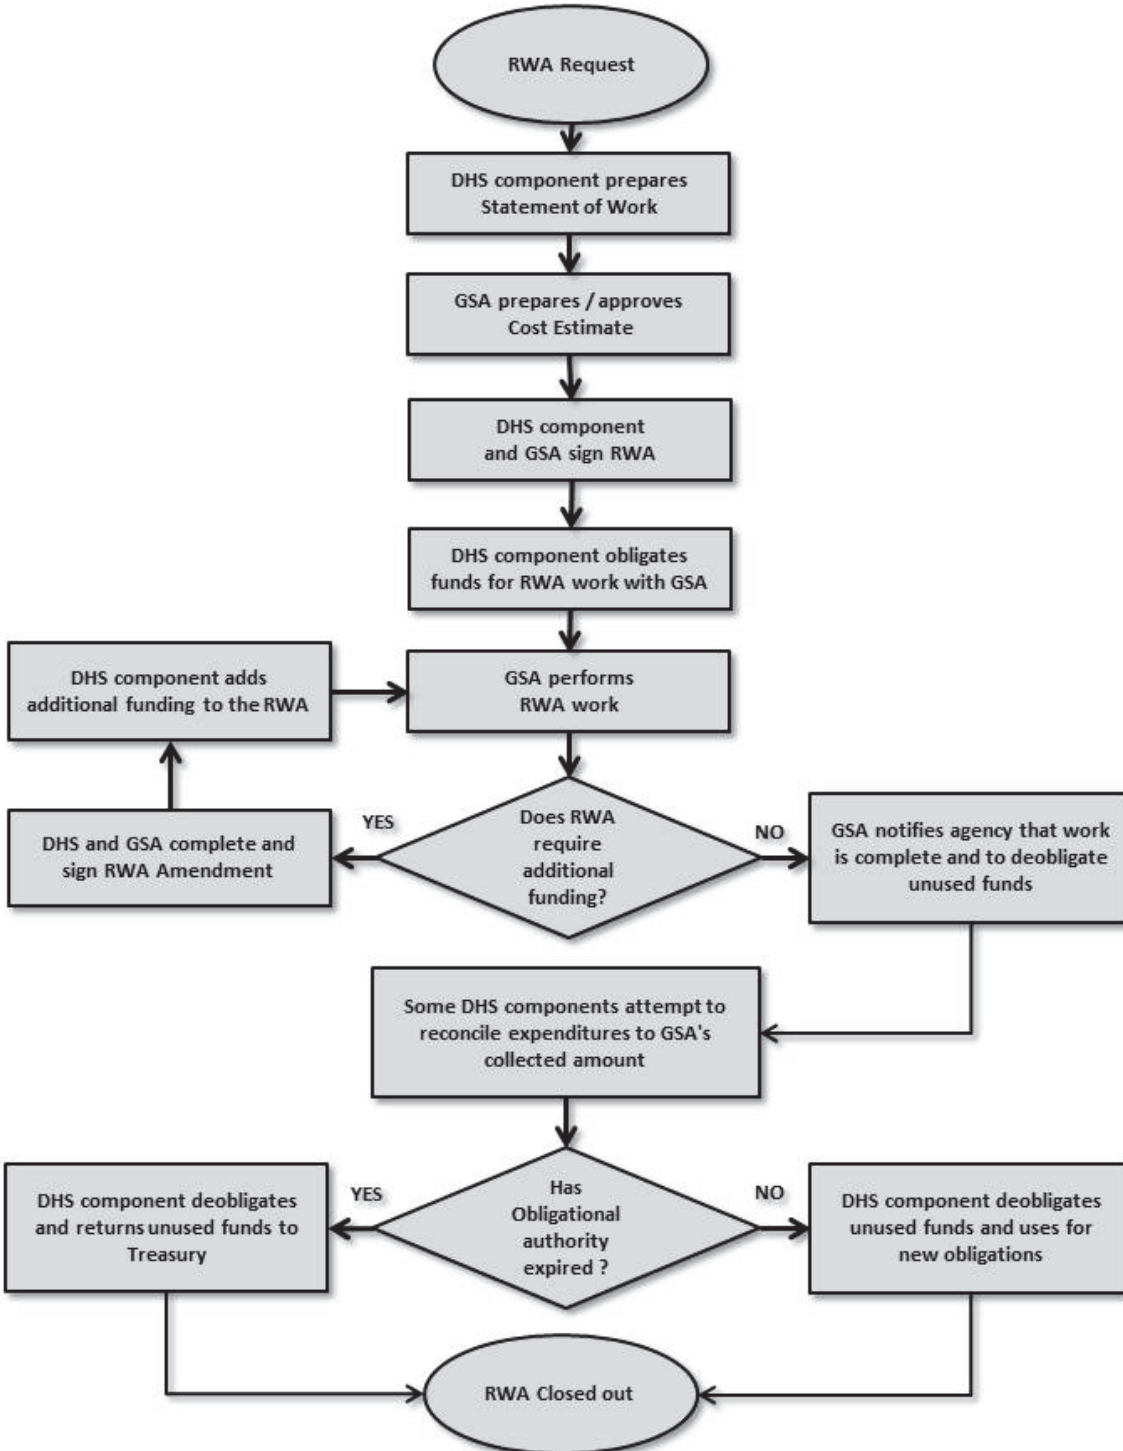 RWA Request
DHS component prepares
Statement of Work
GSA prepares / approves
Cost Estimate
DHS component
and GSA sign RWA
DHS component obligates
funds for RWA work with GSA
DHS component adds
additional funding to the RWA
GSA performs
RWA work
DHS and GSA complete and
sign RWA Amendment
YES
Does RWA
require
additional
funding?
NO
GSA notifies agency that work
is complete and to deobligate
unused funds
Some DHS components attempt to
reconcile expenditures to GSA's
collected amount
DHS component deobligates
and returns unused funds to
Treasury
YES
Has
Obligational
authority
expired ?
NO
DHS component deobligates
unused funds and uses for
new obligations
RWA Closed out